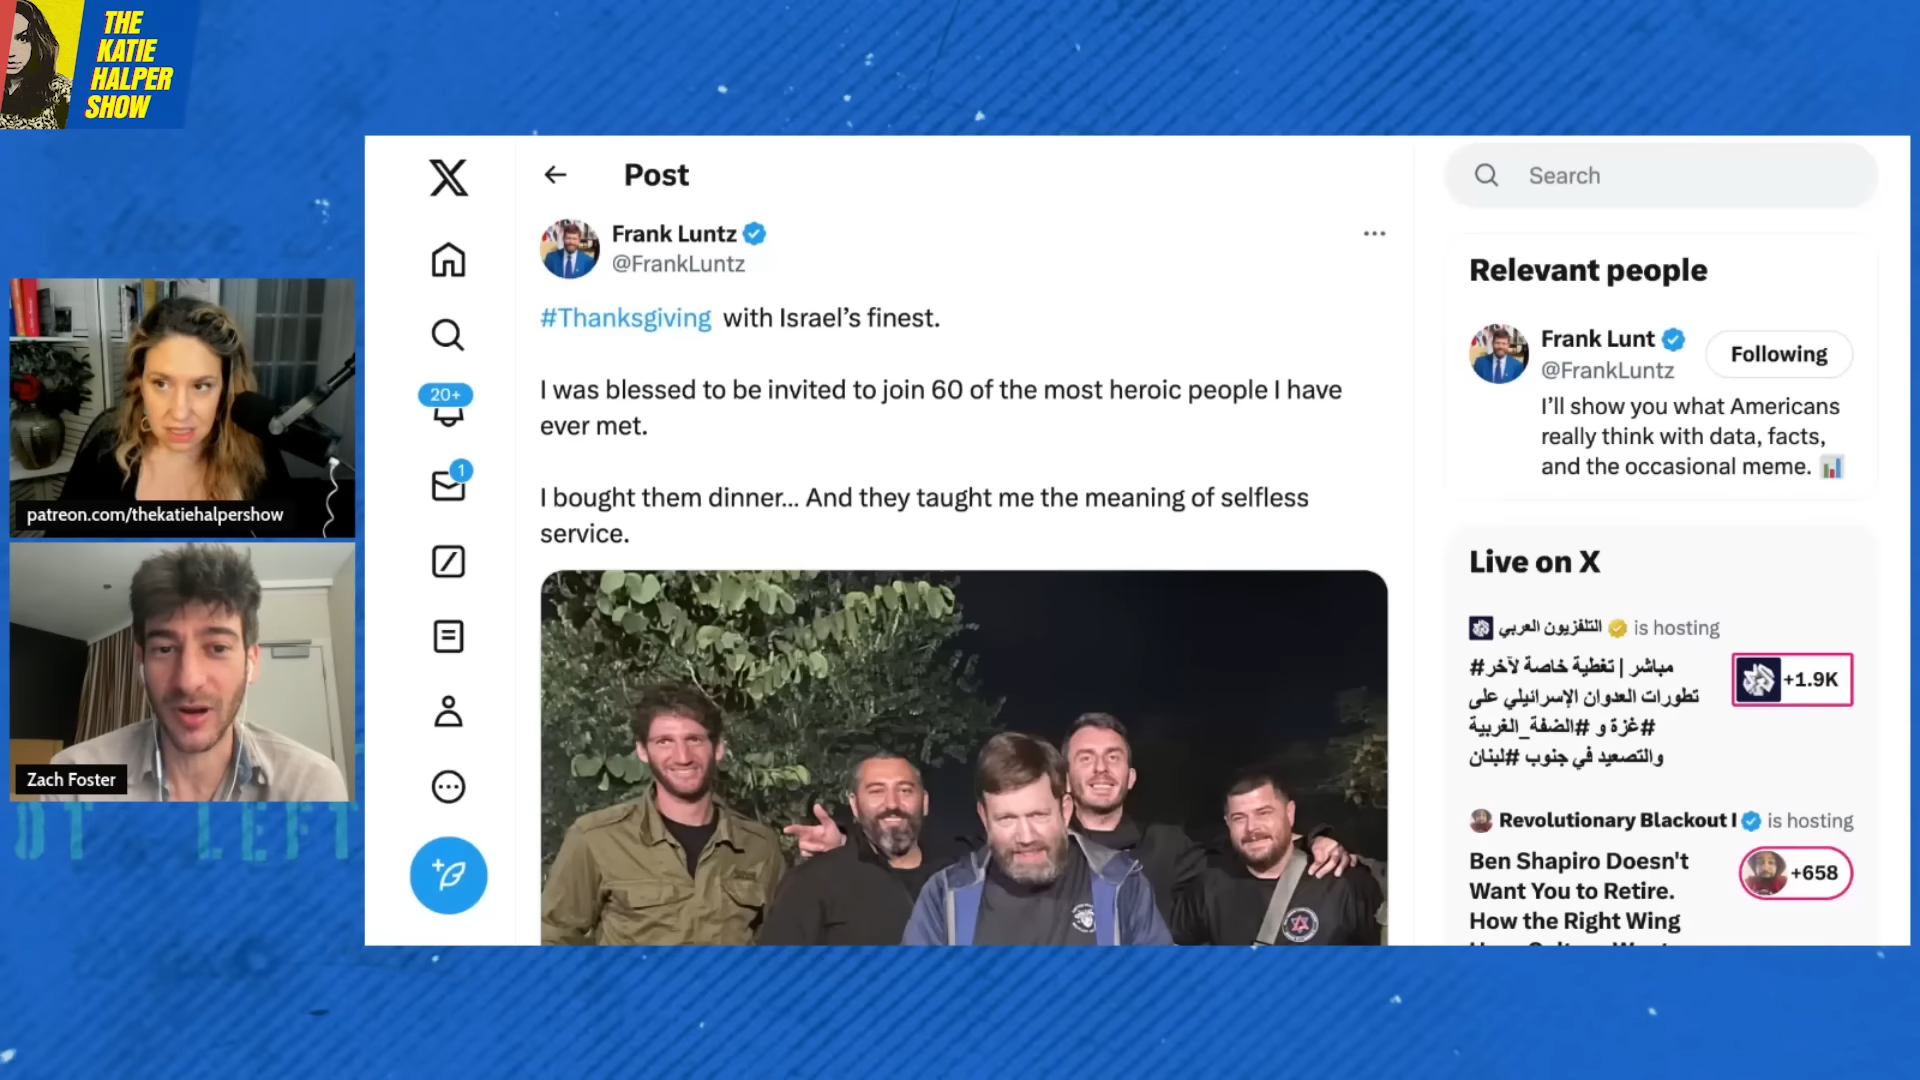 THE
KATIE
HALPER
SHOW
patreon.com/thekatiehalpershow
Zach Foster
20+
1
Post
Frank Luntz
@FrankLuntz
#Thanksgiving with Israel’s finest.
I was blessed to be invited to join 60 of the most heroic people I have
ever met.
I bought them dinner... And they taught me the meaning of selfless
service.
Search
Relevant people
Frank Lunt
@FrankLuntz
Following
I’ll show you what Americans
really think with data, facts,
and the occasional meme.
Live on X
التلفزيون العربي is hosting
مباشر | تغطية خاصة لآخر#
تطورات العدوان الإسرائيلي على
#غزة و #الضفة_الغربية
والتصعيد في جنوب #لبنان
+1.9K
Revolutionary Blackout is hosting
Ben Shapiro Doesn't
Want You to Retire.
How the Right Wing
+658
LEFT